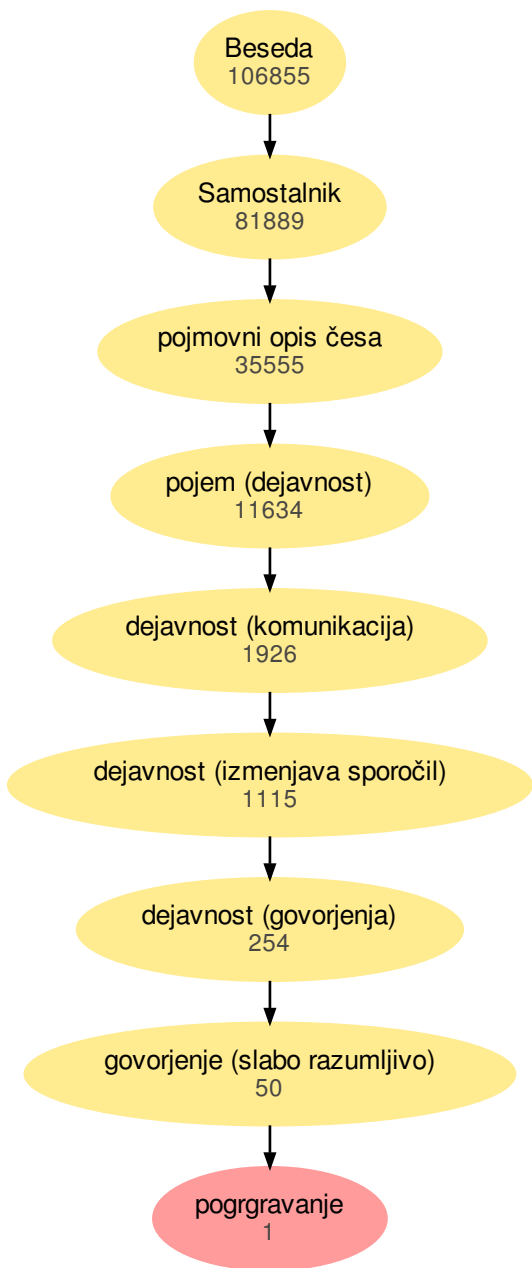 Beseda
106855
Samostalnik
81889
pojmovni opis česa
35555
pojem (dejavnost)
11634
dejavnost (komunikacija)
1926
dejavnost (izmenjava sporočil)
1115
dejavnost (govorjenja)
254
govorjenje (slabo razumljivo)
50
pogrgravanje
1